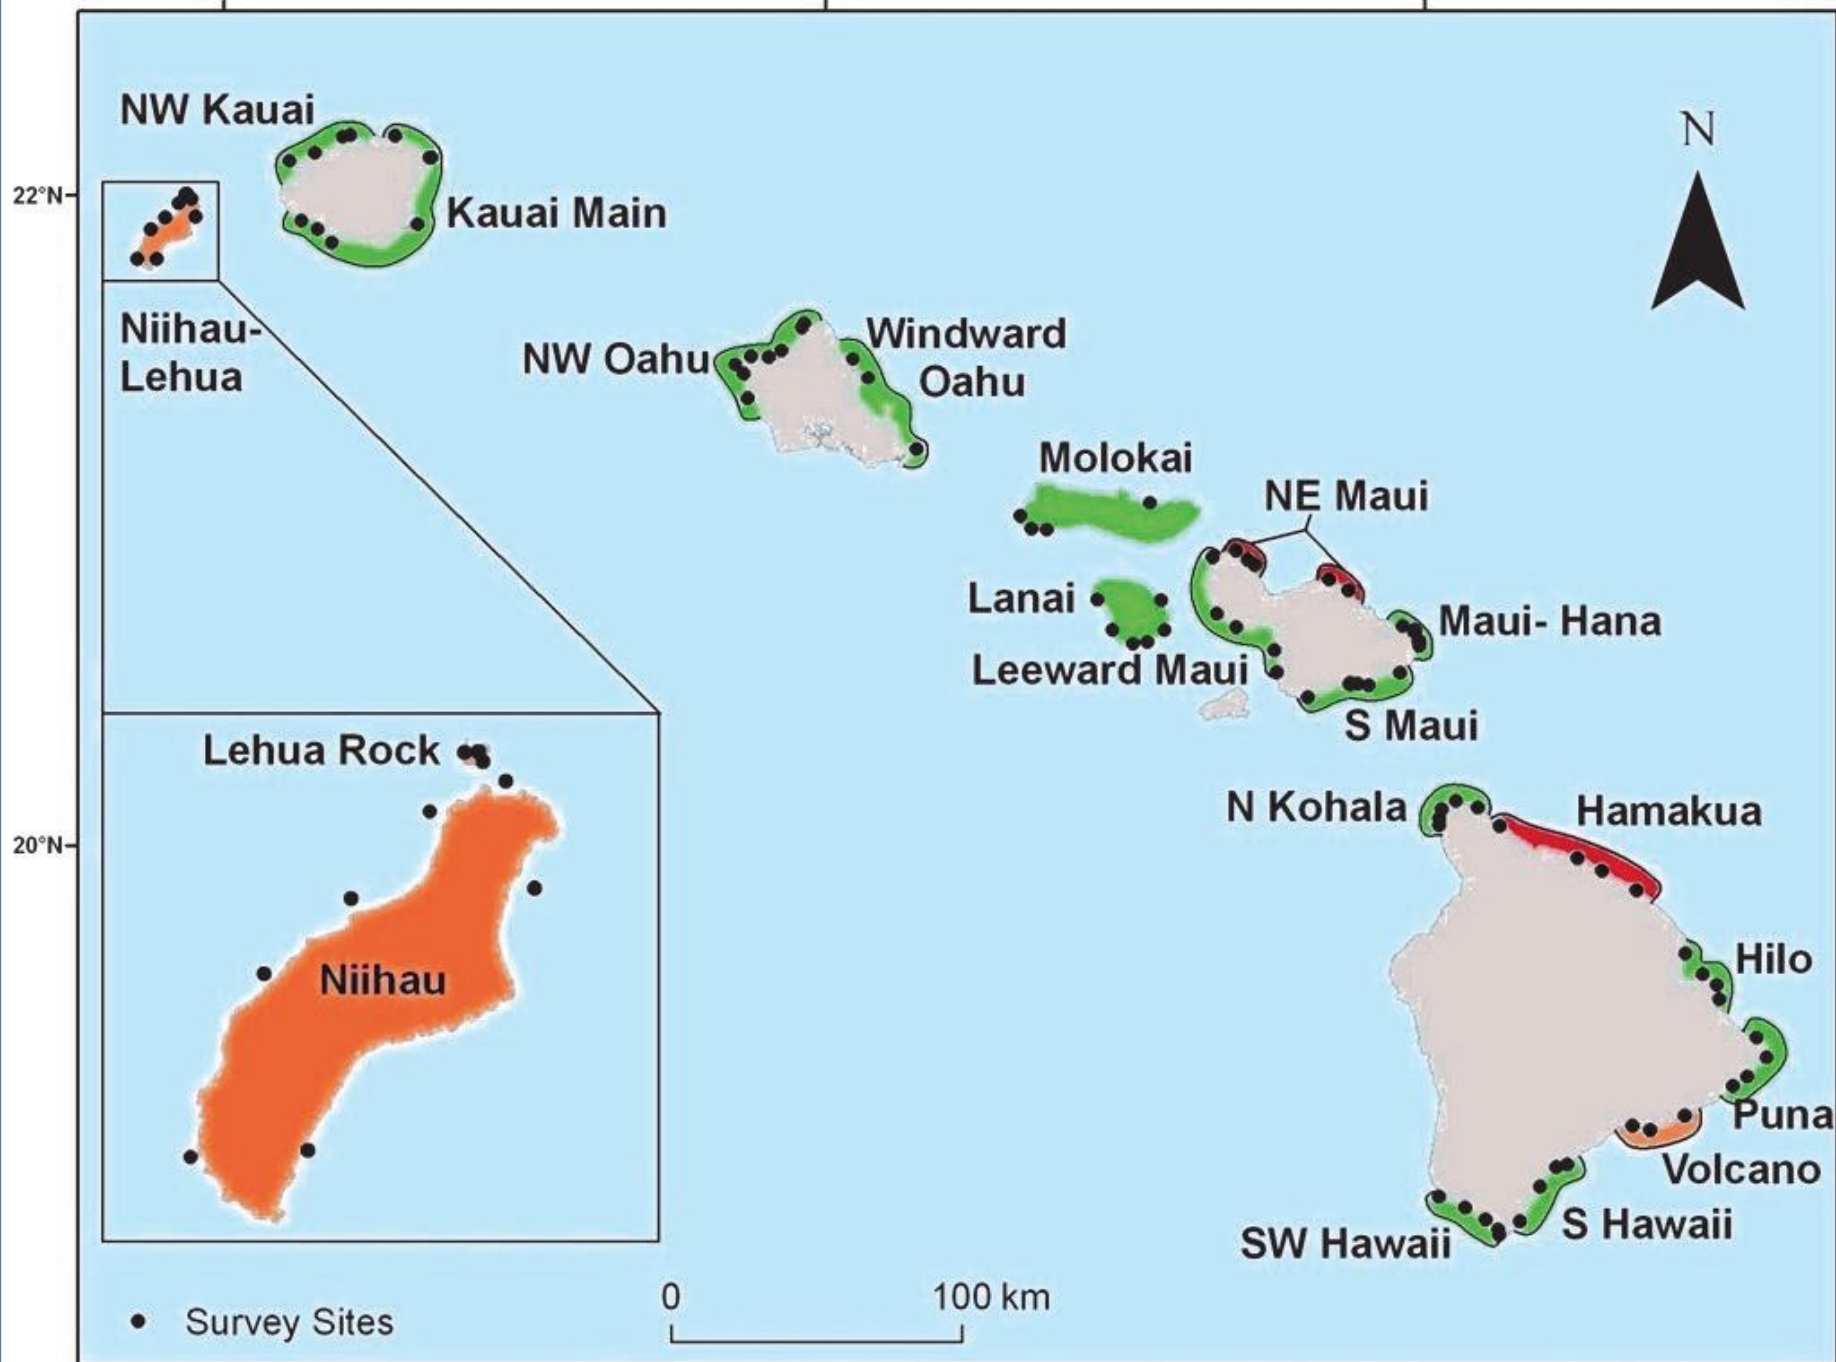 NW Kauai
N
22°N
Kauai Main
Niihau-
Lehua
NW Oahu
Windward
Oahu
Molokai
NE Maui
Lanai
Maui- Hana
Leeward Maui
S Maui
Lehua Rock
N Kohala
Hamakua
20°N
Hilo
Niihau
Puna
Volcano
S Hawaii
SW Hawaii
0 100 km
Survey Sites